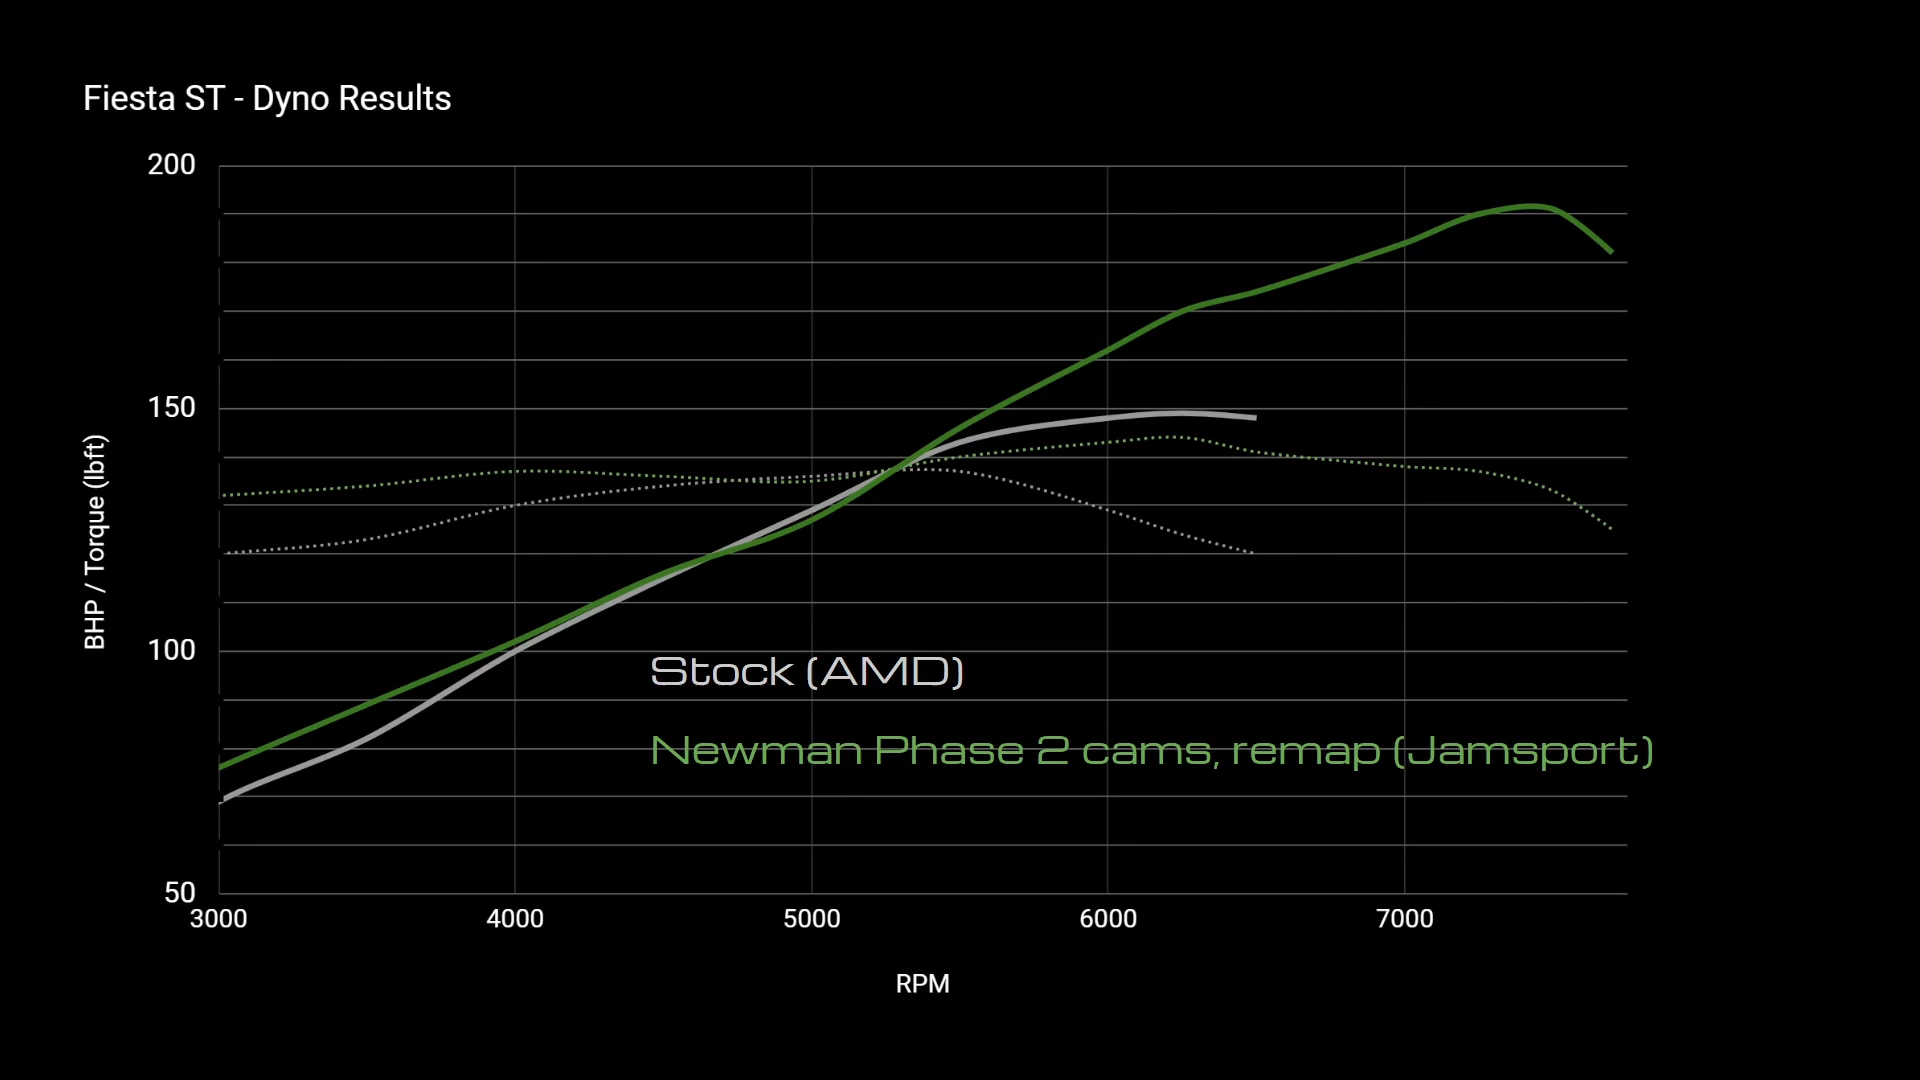 Fiesta ST - Dyno Results
200
150
100
50
BHP / Torque (lbft)
Stock (AMD)
Newman Phase 2 cams, remap (Jamsport)
3000 4000 5000 6000 7000
RPM